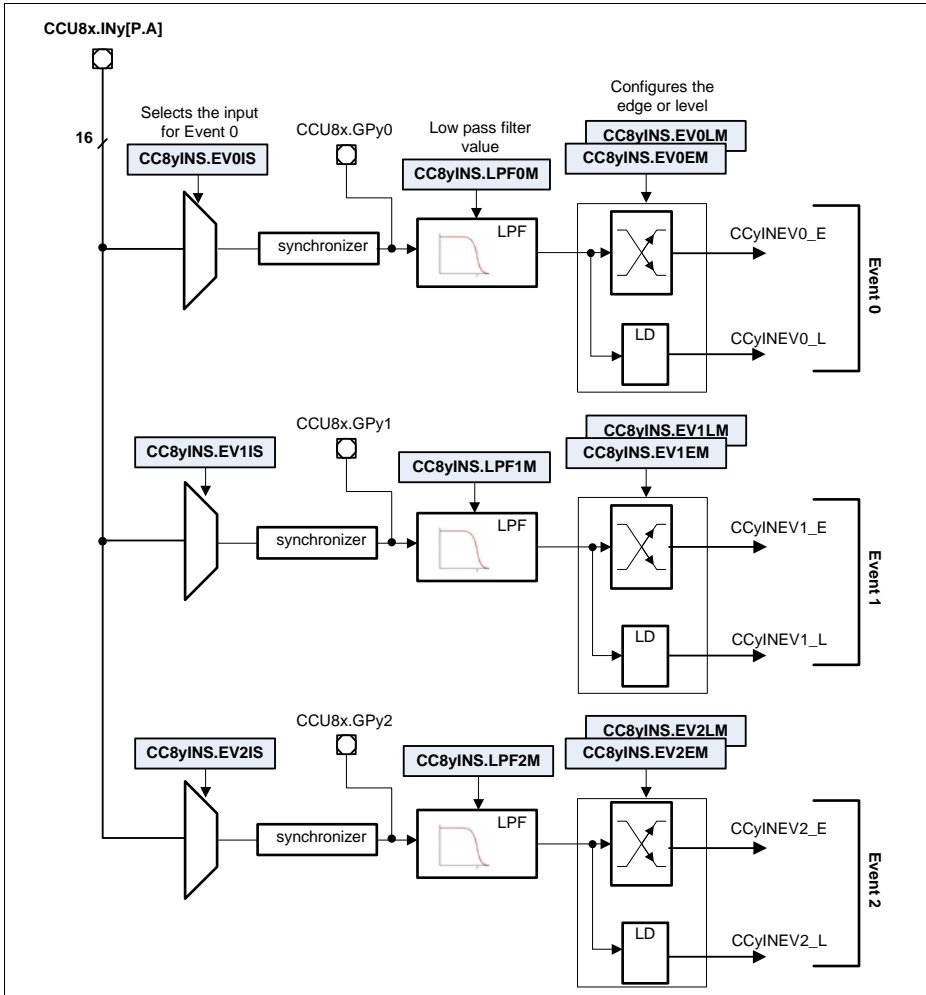 CCU8x.INy[P.A]
16
Selects the input
for Event 0
CC8yINS.EV0IS
CCU8x.GPy0
Low pass filter
value
CC8yINS.LPF0M
Configures the
edge or level
CC8yINS.EV0LM
CC8yINS.EV0EM
synchronizer
LPF
LD
CCyINEV0_E
CCyINEV0_L
Event 0
CC8yINS.EV1IS
CCU8x.GPy1
CC8yINS.LPF1M
CC8yINS.EV1LM
CC8yINS.EV1EM
synchronizer
LPF
LD
CCyINEV1_E
CCyINEV1_L
Event 1
CC8yINS.EV2IS
CCU8x.GPy2
CC8yINS.LPF2M
CC8yINS.EV2LM
CC8yINS.EV2EM
synchronizer
LPF
LD
CCyINEV2_E
CCyINEV2_L
Event 2